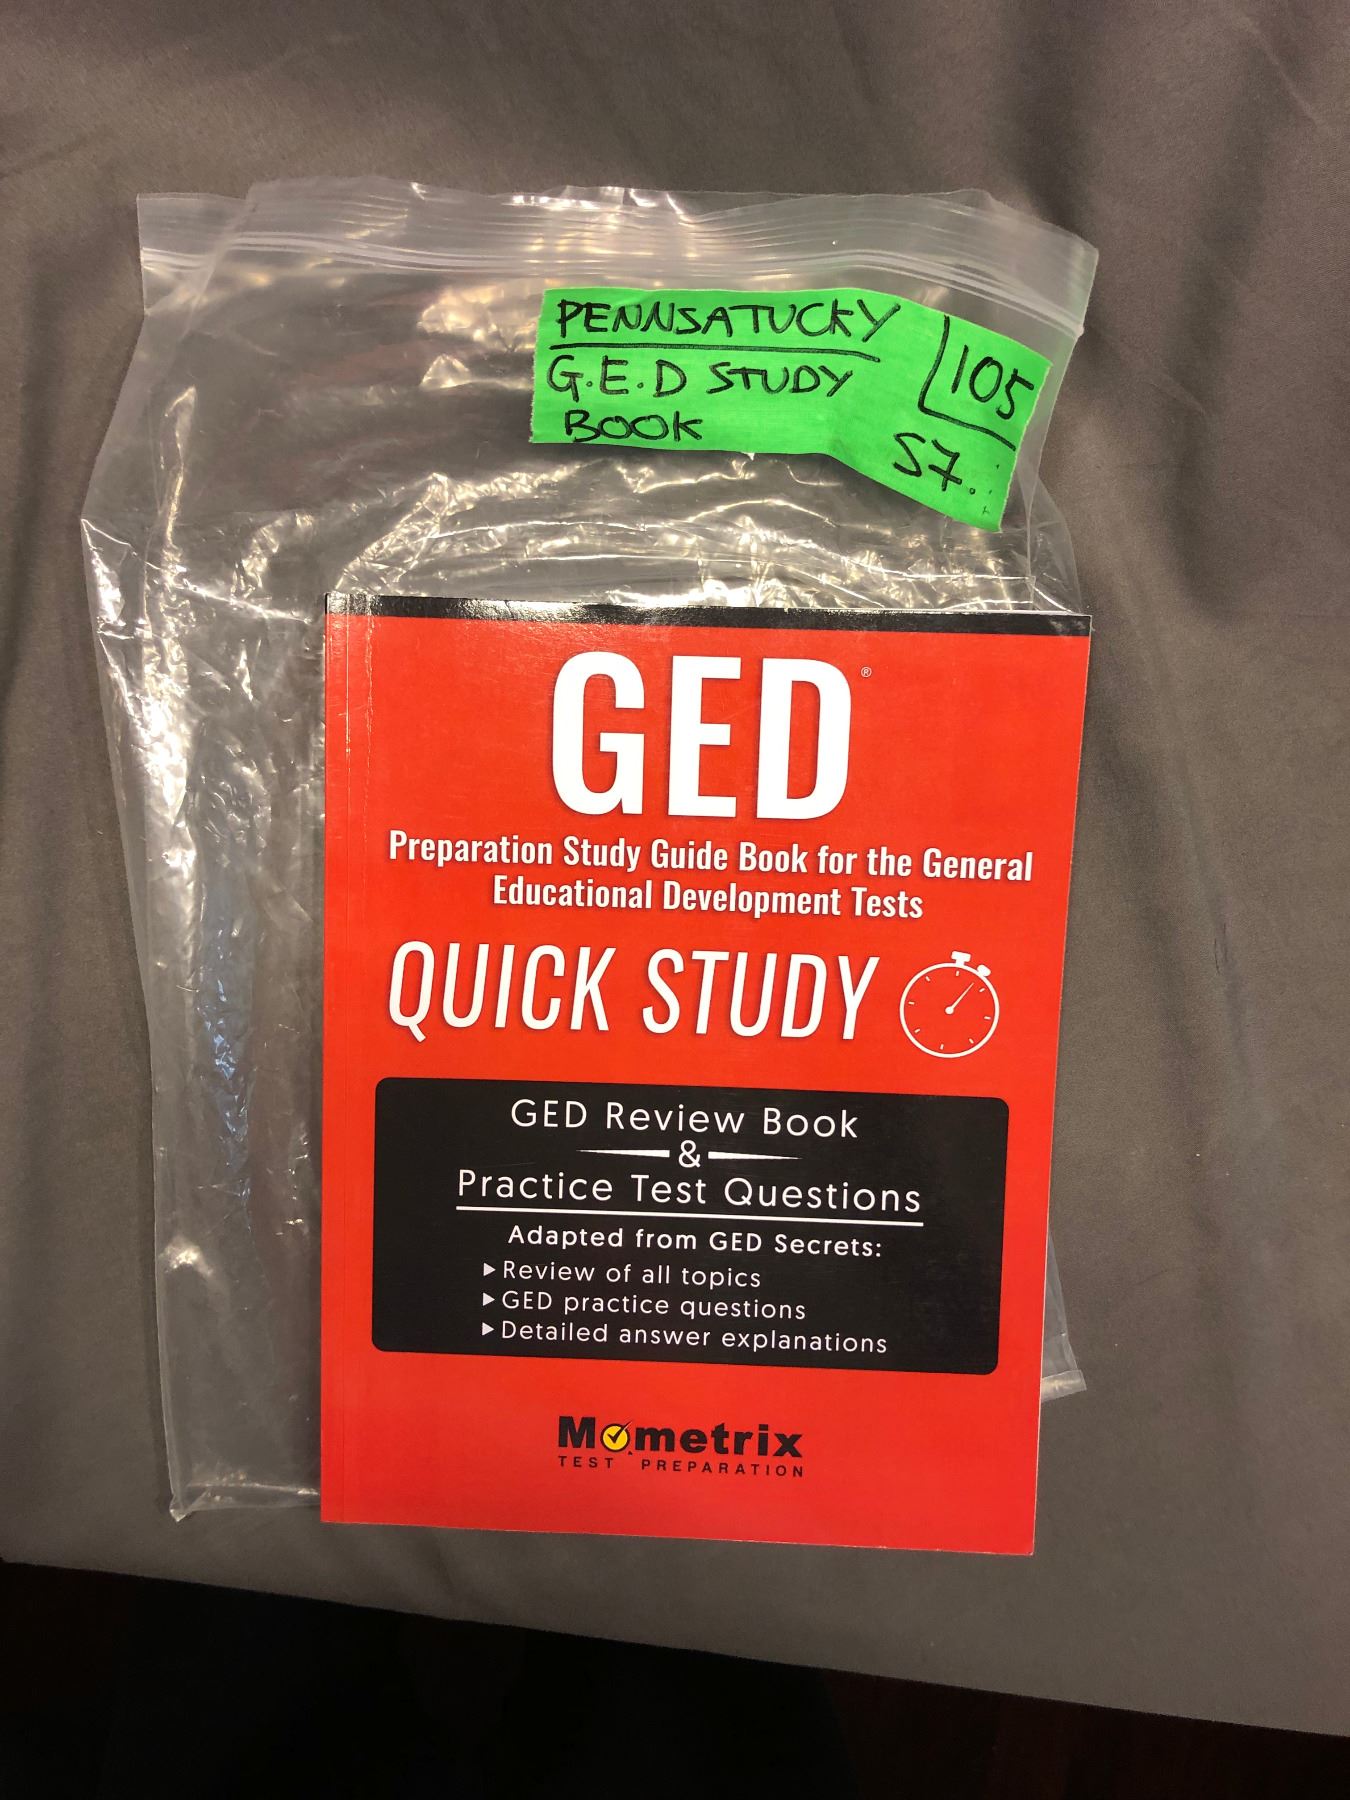 PENNSATUCKY
G.E.D STUDY
BOOK
105
S7.
GED®
Preparation Study Guide Book for the General
Educational Development Tests
QUICK STUDY
GED Review Book
&
Practice Test Questions
Adapted from GED Secrets:
Review of all topics
GED practice questions
Detailed answer explanations
Mometrix
TEST PREPARATION